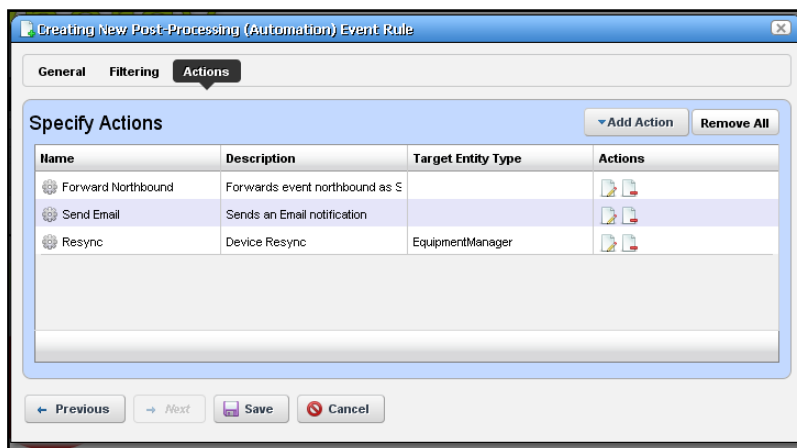 Creating New Post-Processing (Automation) Event Rule
General Filtering Actions
Specify Actions
Add Action Remove All
Name Description Target Entity Type Actions
Forward Northbound Forwards event northbound as S
Send Email Sends an Email notification
Resync Device Resync EquipmentManager
Previous Next Save Cancel